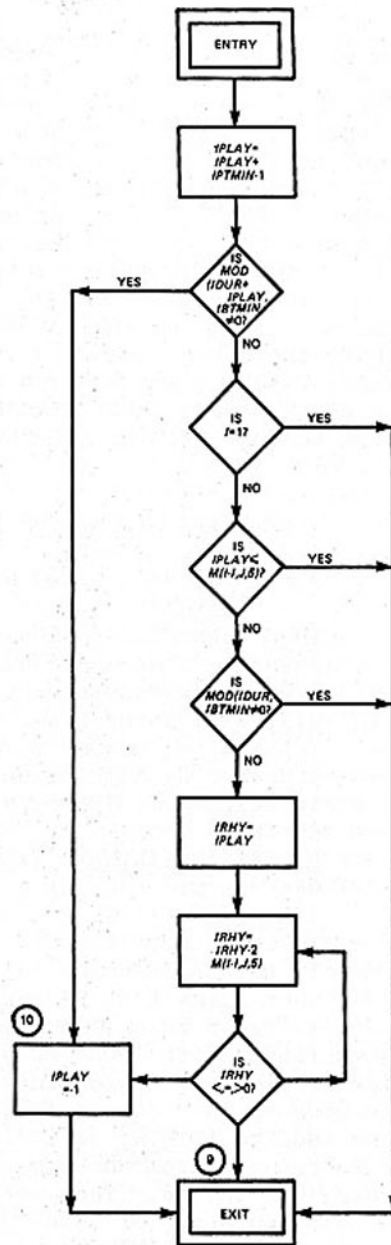 ENTRY
IPLAY=
IPLAY+
IPTMIN-1
IS
MOD
(IDUR+
IPLAY,
IBTMIN
≠0?
YES
NO
IS
I=1?
YES
NO
IS
IPLAY<
M(I-I,J,5)?
YES
NO
IS
MOD(IDUR,
IBTMIN≠0?
YES
NO
IRHY=
IPLAY
IRHY=
IRHY-2
M(I-I,J,5)
10
IPLAY
=-1
IS
IRHY
<,=,>0?
9
EXIT